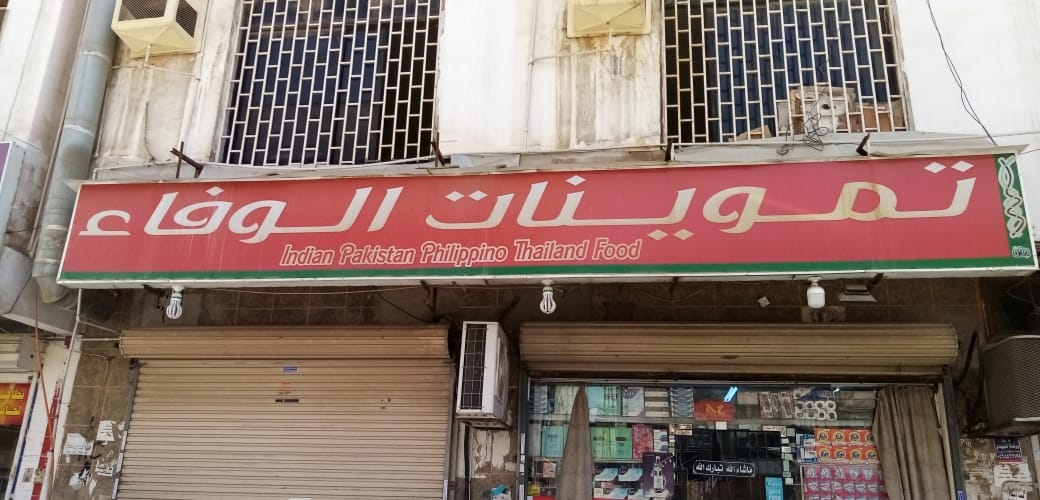 تموينات الوفاء
Indian Pakistan Philippino Thailand Food
ماشاء الله تبارك الله